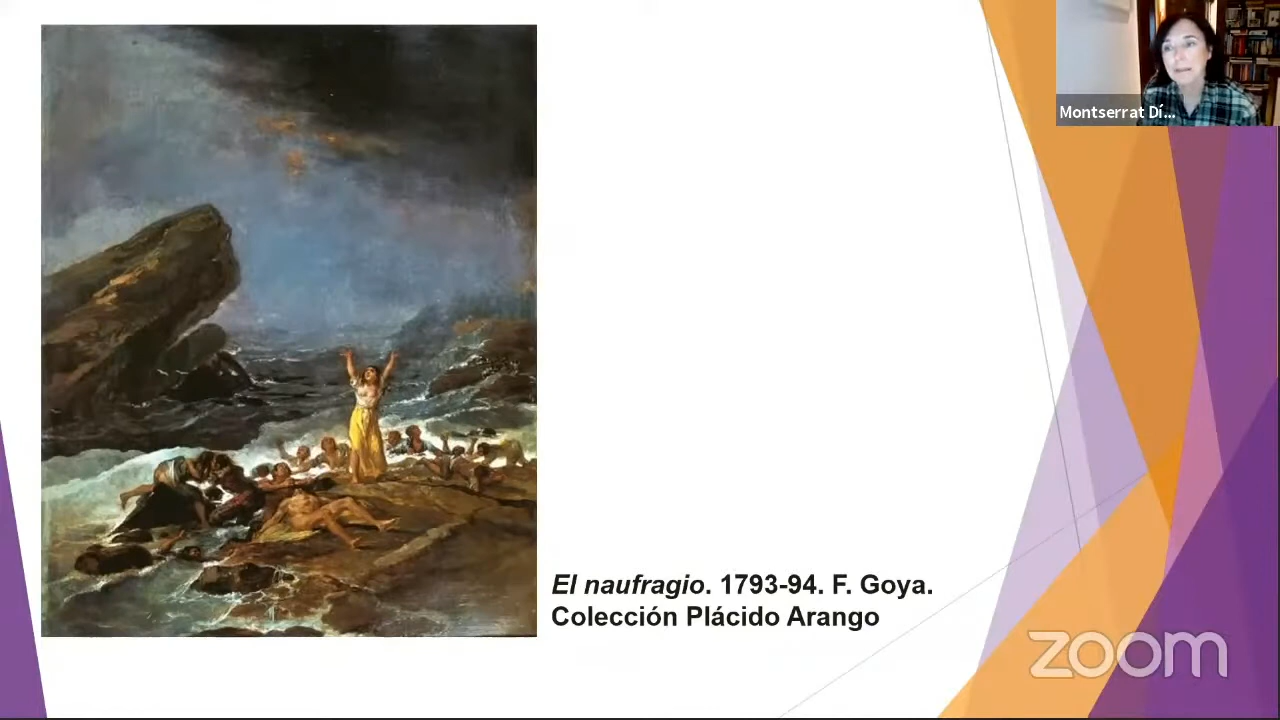 Montserrat Dí...
El naufragio. 1793-94. F. Goya.
Colección Plácido Arango
zoom